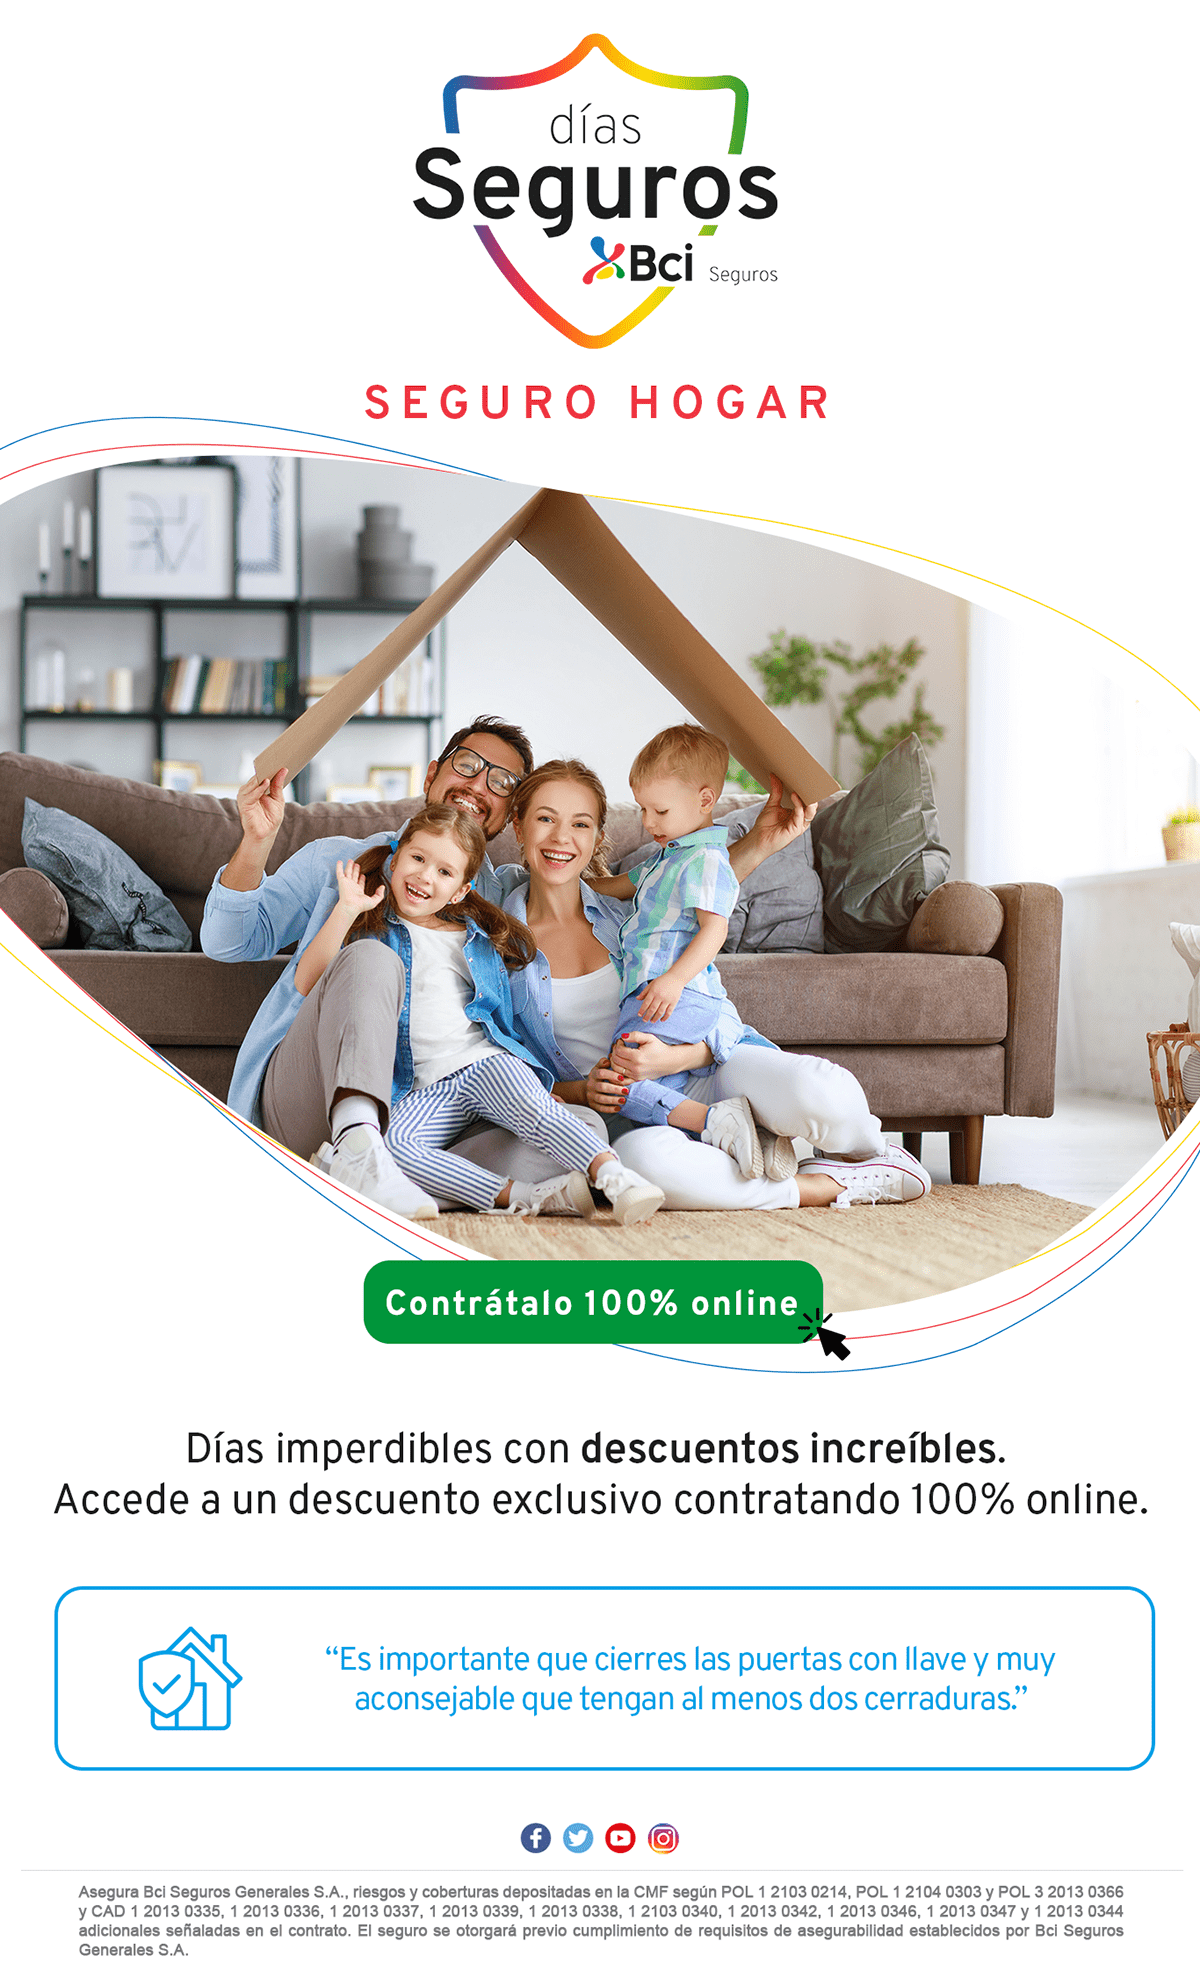 días
Seguros
Bci Seguros
SEGURO HOGAR
Contrátalo 100% online
Días imperdibles con descuentos increíbles.
Accede a un descuento exclusivo contratando 100% online.
“Es importante que cierres las puertas con llave y muy
aconsejable que tengan al menos dos cerraduras.”
Asegura Bci Seguros Generales S.A., riesgos y coberturas depositadas en la CMF según POL 1 2103 0214, POL 1 2104 0303 y POL 3 2013 0366
y CAD 1 2013 0335, 1 2013 0336, 1 2013 0337, 1 2013 0339, 1 2013 0338, 1 2103 0340, 1 2013 0342, 1 2013 0346, 1 2013 0347 y 1 2013 0344
adicionales señaladas en el contrato. El seguro se otorgará previo cumplimiento de requisitos de asegurabilidad establecidos por Bci Seguros
Generales S.A.